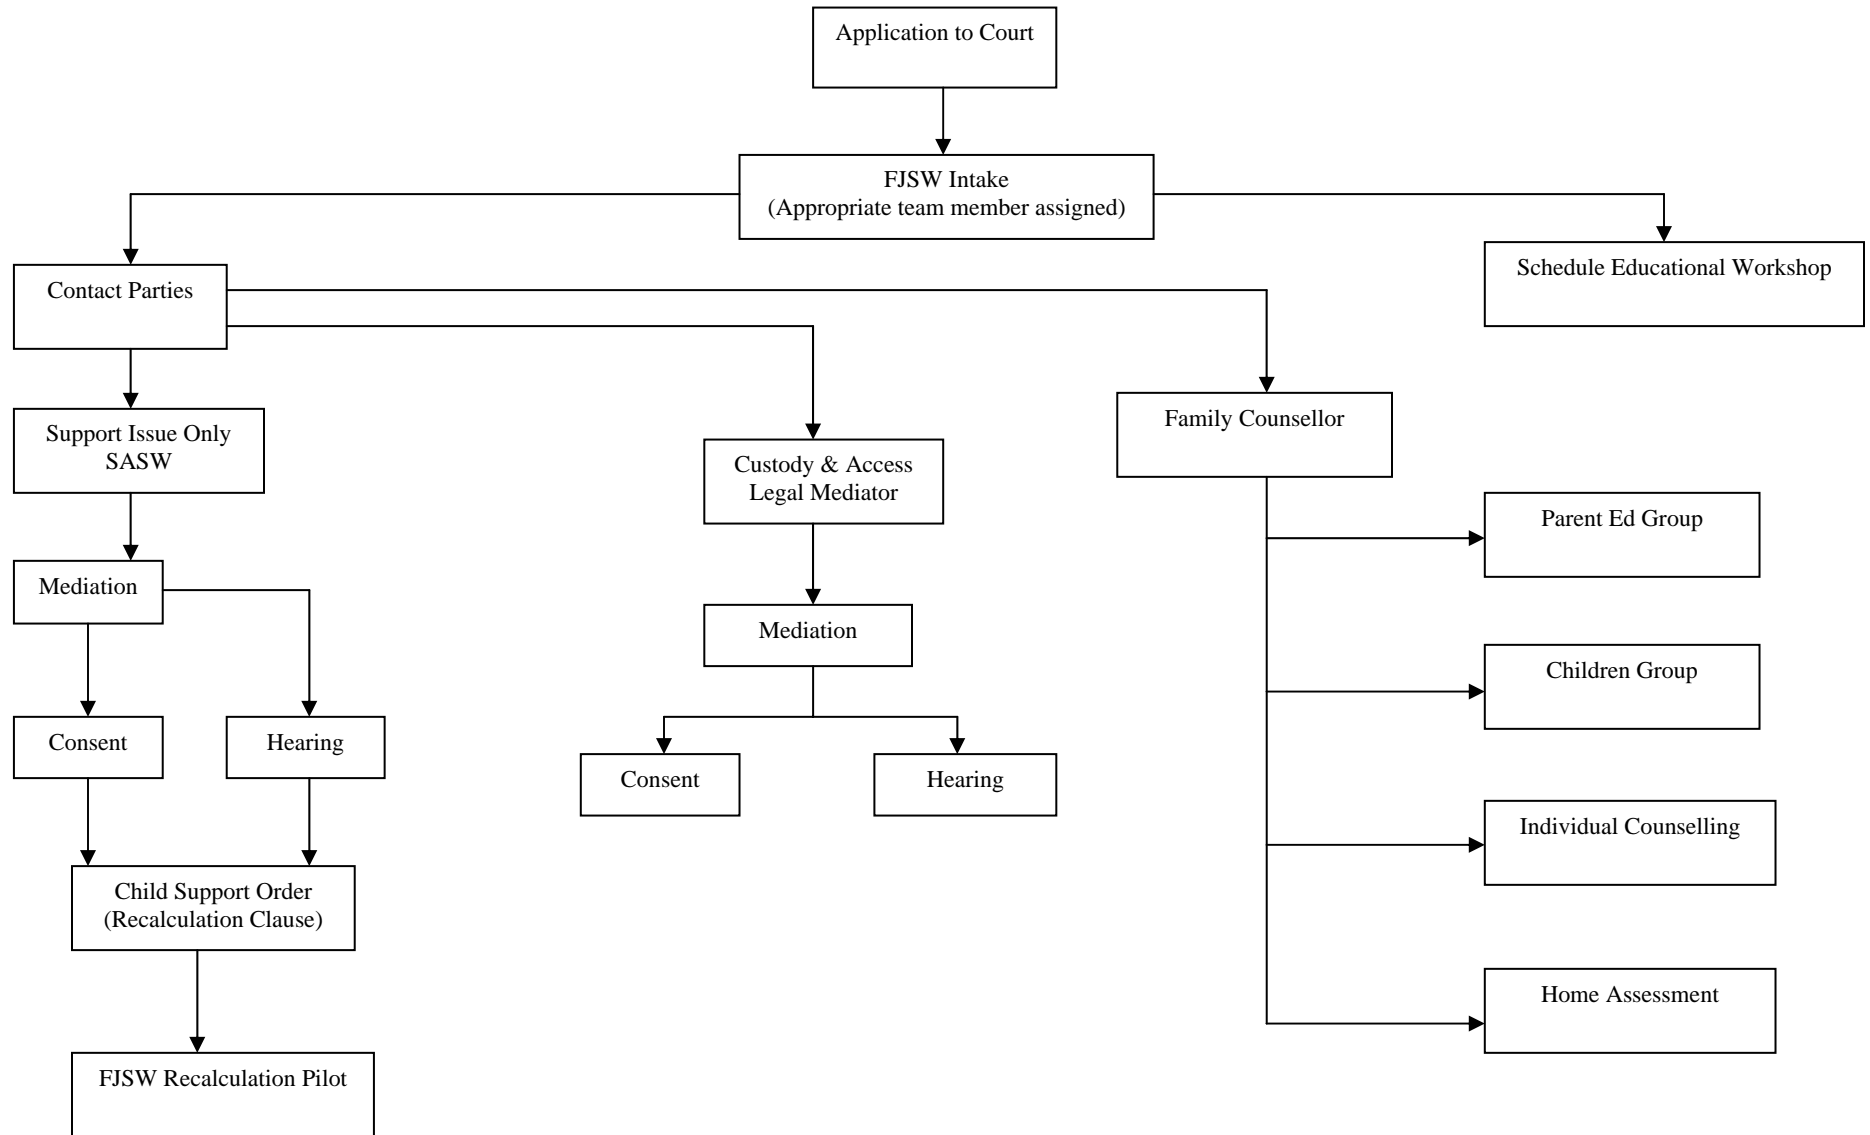 Application to Court
FJSW Intake
(Appropriate team member assigned)
Schedule Educational Workshop
Contact Parties
Support Issue Only
SASW
Custody & Access
Legal Mediator
Family Counsellor
Parent Ed Group
Mediation
Mediation
Children Group
Consent
Hearing
Consent
Hearing
Individual Counselling
Child Support Order
(Recalculation Clause)
Home Assessment
FJSW Recalculation Pilot